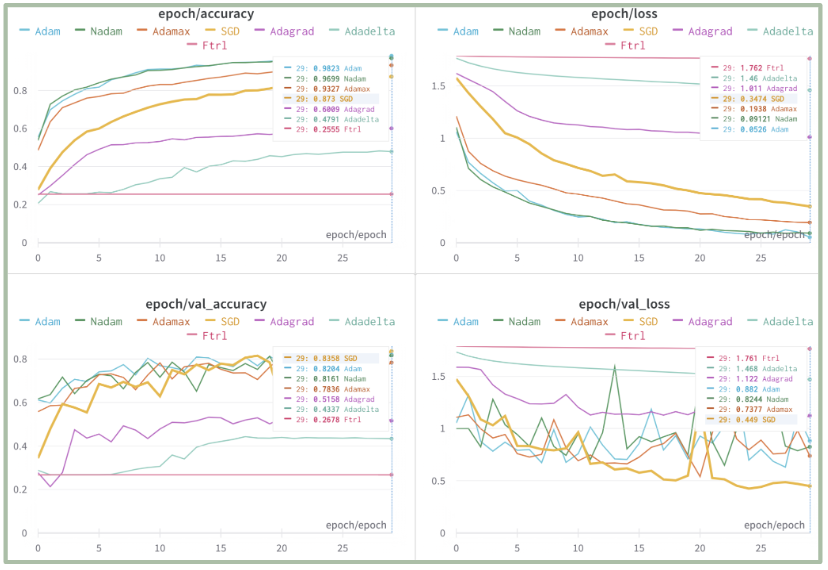 epoch/accuracy
Adam Nadam Adamax SGD Adagrad Adadelta
Ftrl
29: 0.9823 Adam
29: 0.9699 Nadam
29: 0.9327 Adamax
29: 0.873 SGD
29: 0.6009 Adagrad
29: 0.4791 Adadelta
29: 0.2555 Ftrl
0.8
0.6
0.4
0.2
0
epoch/epoch
0 5 10 15 20 25
epoch/loss
Adam Nadam Adamax SGD Adagrad Adadelta
Ftrl
29: 1.762 Ftrl
29: 1.46 Adadelta
29: 1.011 Adagrad
29: 0.3474 SGD
29: 0.1938 Adamax
29: 0.09121 Nadam
29: 0.0526 Adam
1.5
1
0.5
0
epoch/epoch
0 5 10 15 20 25
epoch/val_accuracy
Adam Nadam Adamax SGD Adagrad Adadelta
Ftrl
29: 0.8350 SGD
29: 0.8204 Adam
29: 0.8161 Nadam
29: 0.7836 Adamax
29: 0.5158 Adagrad
29: 0.4337 Adadelta
29: 0.2678 Ftrl
0.8
0.6
0.4
0.2
0
epoch/epoch
0 5 10 15 20 25
epoch/val_loss
Adam Nadam Adamax SGD Adagrad Adadelta
Ftrl
29: 1.761 Ftrl
29: 1.468 Adadelta
29: 1.122 Adagrad
29: 0.882 Adam
29: 0.8244 Nadam
29: 0.7377 Adamax
29: 0.449 SGD
1.5
1
0.5
0
epoch/epoch
0 5 10 15 20 25